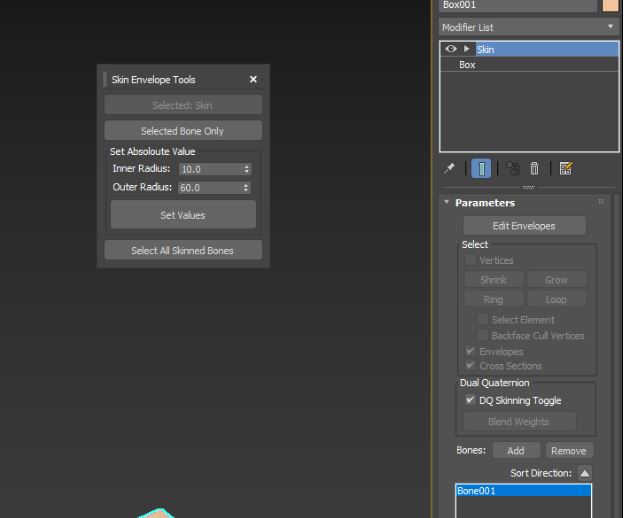 Box001
Modifier List
Skin
Box
Skin Envelope Tools
Selected: Skin
Selected Bone Only
Set Absoloute Value
Inner Radius: 10.0
Outer Radius: 60.0
Set Values
Select All Skinned Bones
Parameters
Edit Envelopes
Select
Vertices
Shrink Grow
Ring Loop
Select Element
Backface Cull Vertices
Envelopes
Cross Sections
Dual Quaternion
DQ Skinning Toggle
Blend Weights
Bones: Add Remove
Sort Direction:
Bone001